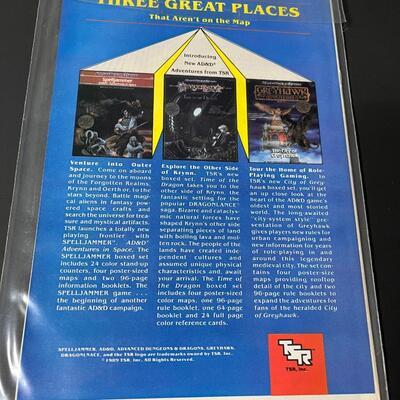 THREE GREAT PLACES
That Aren't on the Map
Introducing
New AD&D®
Adventures from TSR
Spelljammer
GREYHAWK
Venture into Outer
Space. Come on aboard
and journey to the moons
of the Forgotten Realms,
Krynn and Oerth or, to the
stars beyond. Battle magi-
cal aliens in fantasy pow-
ered space crafts and
search the universe for trea-
sure and mystical artifacts.
TSR launches a totally new
playing frontier with
SPELLJAMMER™, AD&D®
Adventures in Space. The
SPELLJAMMER boxed set
includes 24 color stand-up
counters, four poster-sized
maps and two 96-page
information booklets. The
SPELLJAMMER game . . . .
the beginning of another
fantastic AD&D campaign.
Explore the Other Side
of Krynn. TSR's new
boxed set, Time of the
Dragon takes you to the
other side of Krynn, the
fantastic setting for the
popular DRAGONLANCE®
saga. Bizarre and cataclys-
mic natural forces have
shaped Krynn's other side
separating pieces of land
with boiling lava and mol-
ten rock. The people of the
lands have created inde-
pendent cultures and
assumed unique physical
characteristics and, await
your arrival. The Time of
the Dragon boxed set
includes four poster-sized
color maps, one 96-page
rule booklet, one 64-page
booklet and 24 full page
color reference cards.
Tour the Home of Role-
Playing Gaming. In
TSR's new City of Grey-
hawk boxed set, you'll get
an up close look at the
heart of the AD&D game's
oldest and most storied
world. The long-awaited
"city-system style" pre-
sentation of Greyhawk
gives players new rules for
urban campaigning and
new information for years
of role-playing in and
around this legendary
medieval city. The set con-
tains four poster-size
maps providing rooftop
detail of the city and two
96-page rule booklets to
expand the adventures for
fans of the heralded City
of Greyhawk.
SPELLJAMMER, AD&D, ADVANCED DUNGEONS & DRAGONS, GREYHAWK,
DRAGONLANCE, and the TSR logo are trademarks owned by TSR, Inc.
©1989 TSR, Inc. All Rights Reserved.
TSR
TSR, Inc.